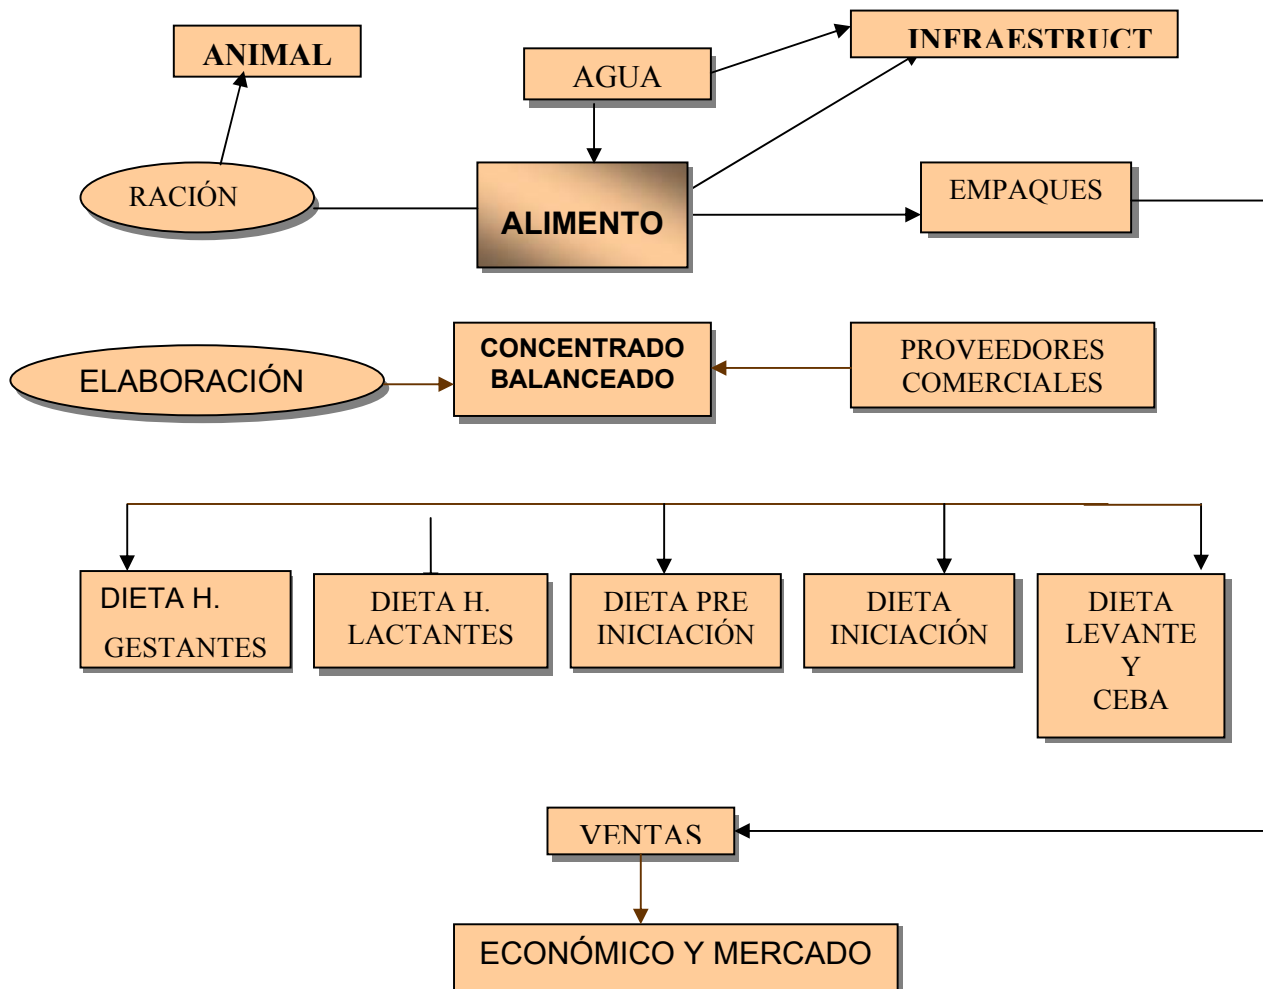 ANIMAL
AGUA
INFRAESTRUCT
RACIÓN
ALIMENTO
EMPAQUES
ELABORACIÓN
CONCENTRADO
BALANCEADO
PROVEEDORES
COMERCIALES
DIETA H.
GESTANTES
DIETA H.
LACTANTES
DIETA PRE
INICIACIÓN
DIETA
INICIACIÓN
DIETA
LEVANTE
Y
CEBA
VENTAS
ECONÓMICO Y MERCADO